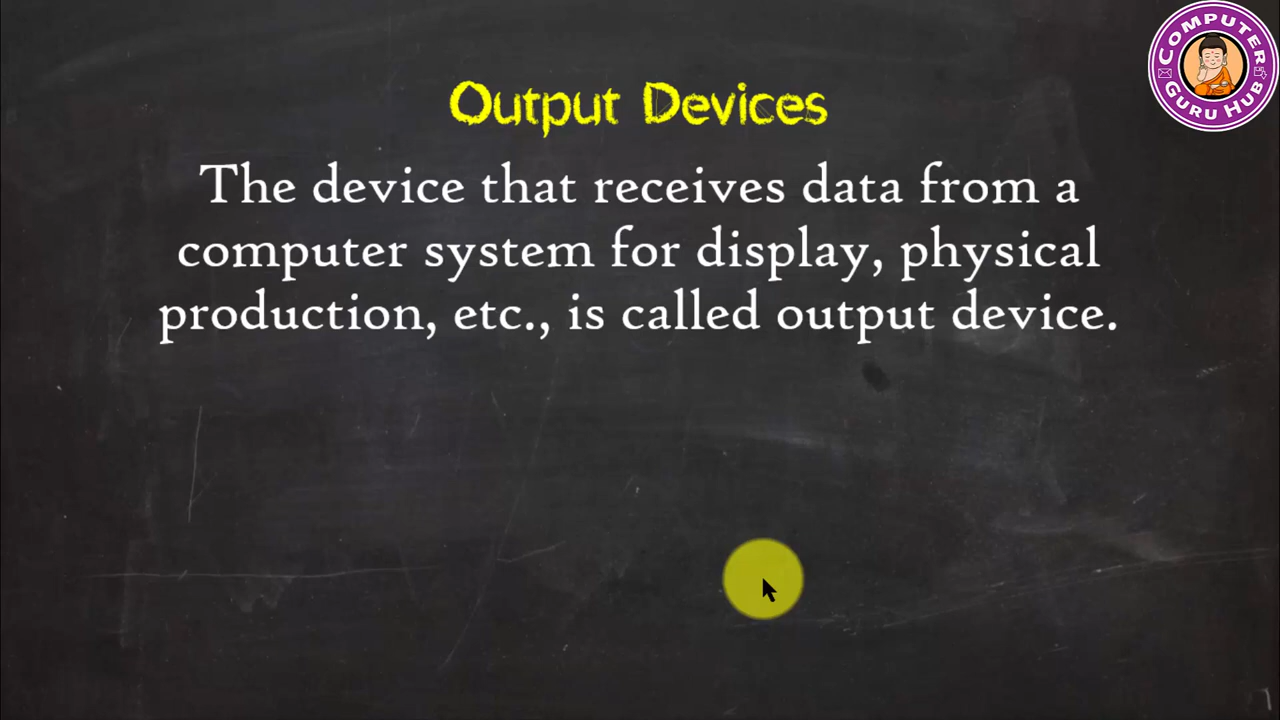 Output Devices
The device that receives data from a
computer system for display, physical
production, etc., is called output device.
COMPUTER
GURU HUB